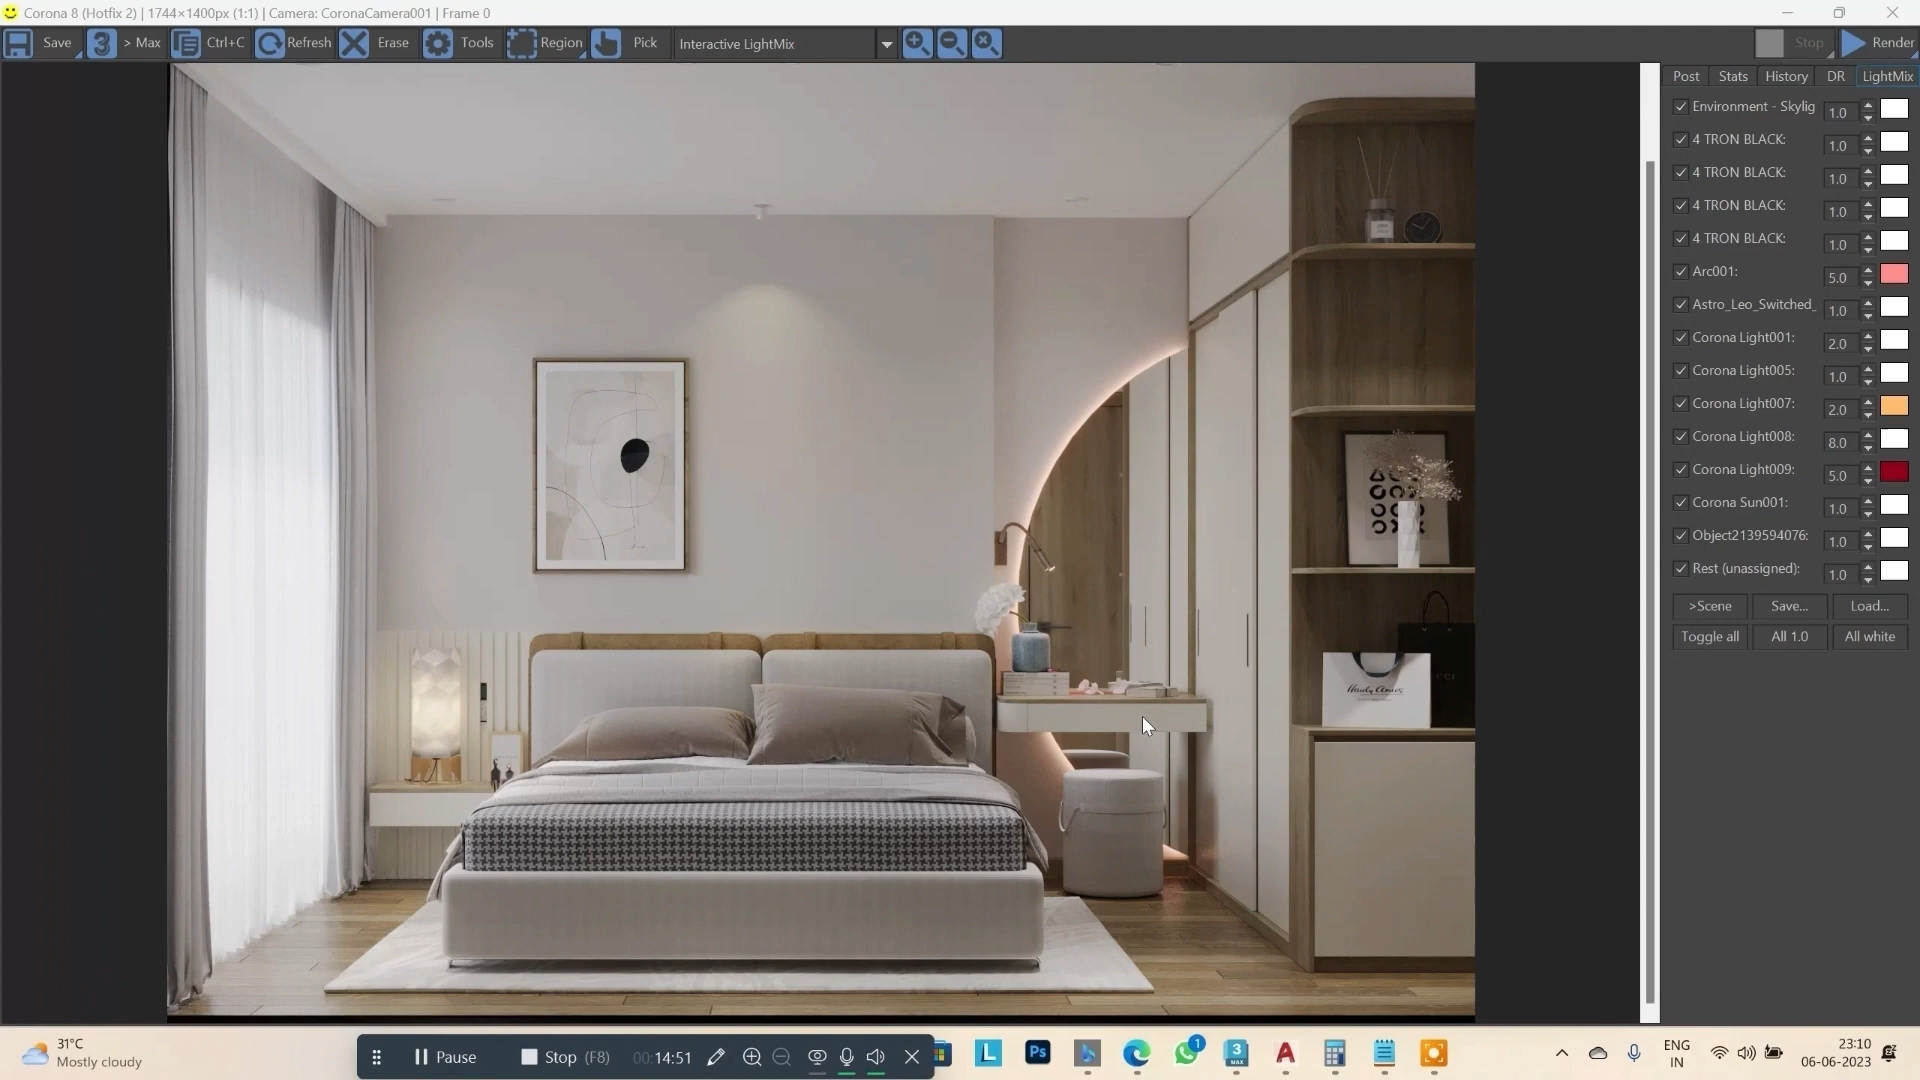 Corona 8 (Hotfix 2) | 1744×1400px (1:1) | Camera: CoronaCamera001 | Frame 0
Save 3 > Max Ctrl+C Refresh Erase Tools Region Pick Interactive LightMix Stop Render
Post Stats History DR LightMix
Environment - Skylig 1.0
4 TRON BLACK: 1.0
4 TRON BLACK: 1.0
4 TRON BLACK: 1.0
4 TRON BLACK: 1.0
Arc001: 5.0
Astro_Leo_Switched_ 1.0
Corona Light001: 2.0
Corona Light005: 1.0
Corona Light007: 2.0
Corona Light008: 8.0
Corona Light009: 5.0
Corona Sun001: 1.0
Object2139594076: 1.0
Rest (unassigned): 1.0
>Scene Save... Load...
Toggle all All 1.0 All white
31°C
Mostly cloudy
Pause Stop (F8) 00:14:51
L Ps 1 3 MAX A
ENG
IN
23:10
06-06-2023